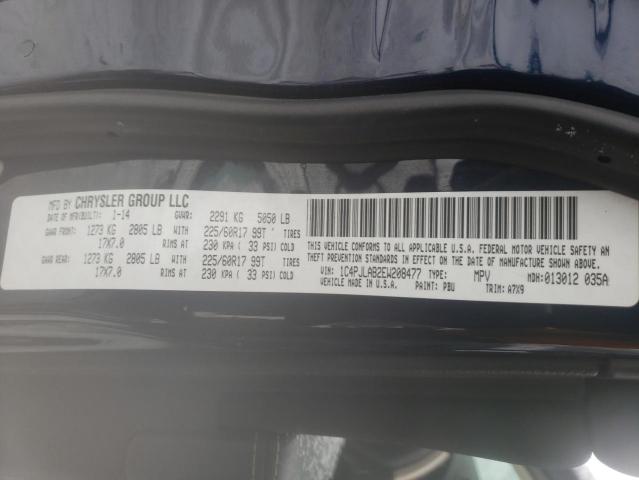 MFD BY CHRYSLER GROUP LLC
DATE OF MFR(BUILT): 1-14 GVWR: 2291 KG 5050 LB
GAWR FRONT: 1273 KG 2805 LB WITH 225/60R17 99T TIRES
17X7.0 RIMS AT 230 KPA ( 33 PSI) COLD
GAWR REAR: 1273 KG 2805 LB WITH 225/60R17 99T TIRES
17X7.0 RIMS AT 230 KPA ( 33 PSI) COLD
THIS VEHICLE CONFORMS TO ALL APPLICABLE U.S.A. FEDERAL MOTOR VEHICLE SAFETY AND
THEFT PREVENTION STANDARDS IN EFFECT ON THE DATE OF MANUFACTURE SHOWN ABOVE.
VIN: 1C4PJLAB2EW208477 TYPE: MPV MDH:013012 035A
VEHICLE MADE IN U.S.A. PAINT: PBU TRIM: A7X9